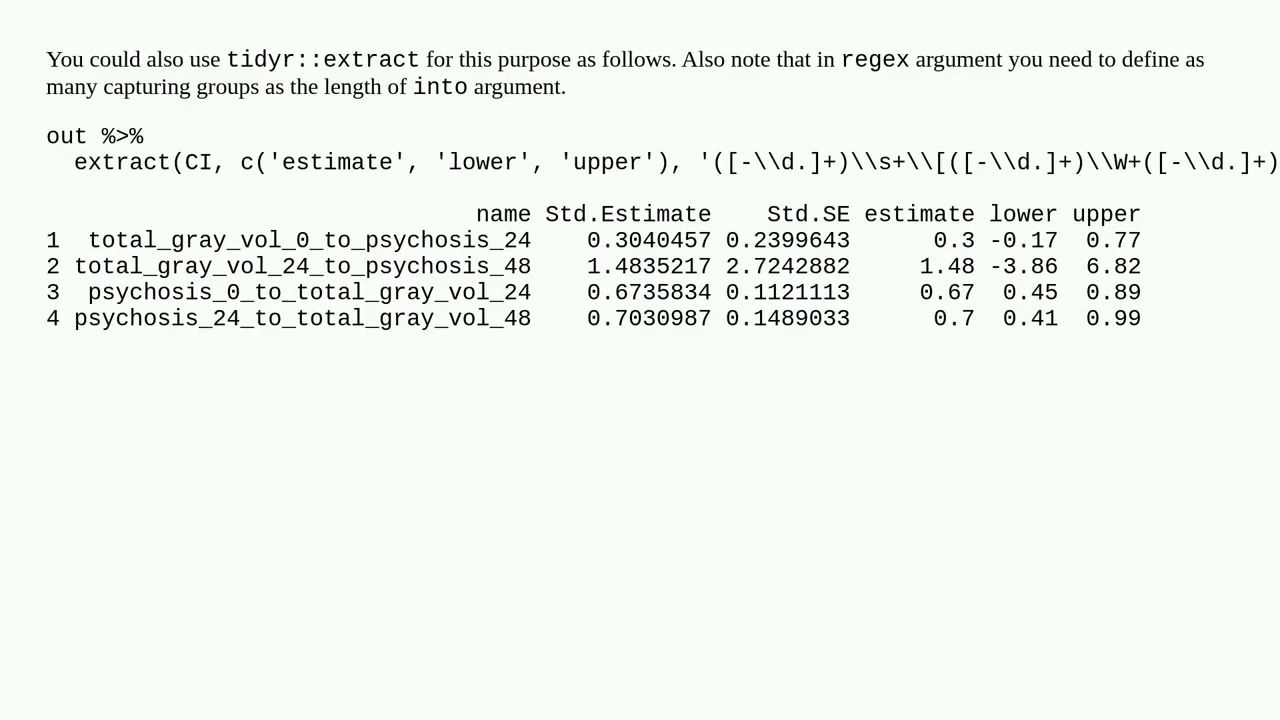 You could also use tidyr::extract for this purpose as follows. Also note that in regex argument you need to define as
many capturing groups as the length of into argument.
out %>%
  extract(CI, c('estimate', 'lower', 'upper'), '([-\\d.]+)\\s+\\[([-\\d.]+)\\W+([-\\d.]+)
                               name Std.Estimate    Std.SE estimate lower upper
1  total_gray_vol_0_to_psychosis_24    0.3040457 0.2399643      0.3 -0.17  0.77
2 total_gray_vol_24_to_psychosis_48    1.4835217 2.7242882     1.48 -3.86  6.82
3  psychosis_0_to_total_gray_vol_24    0.6735834 0.1121113     0.67  0.45  0.89
4 psychosis_24_to_total_gray_vol_48    0.7030987 0.1489033      0.7  0.41  0.99